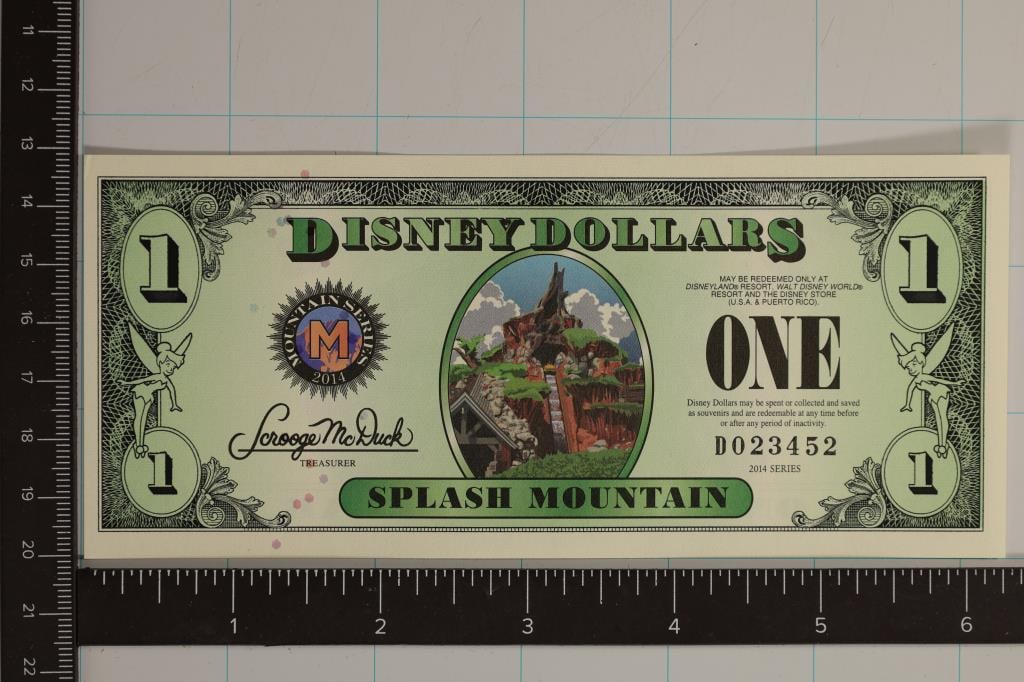 11
12
13
14
15
16
17
18
19
20
21
22
1 DISNEY DOLLARS 1
MAY BE REDEEMED ONLY AT
DISNEYLAND® RESORT, WALT DISNEY WORLD®
RESORT AND THE DISNEY STORE
(U.S.A. & PUERTO RICO).
MOUNTAIN SERIES
M
2014
ONE
Disney Dollars may be spent or collected and saved
as souvenirs and are redeemable at any time before
or after any period of inactivity.
Scrooge McDuck
TREASURER
D023452
2014 SERIES
1 1
SPLASH MOUNTAIN
1 2 3 4 5 6